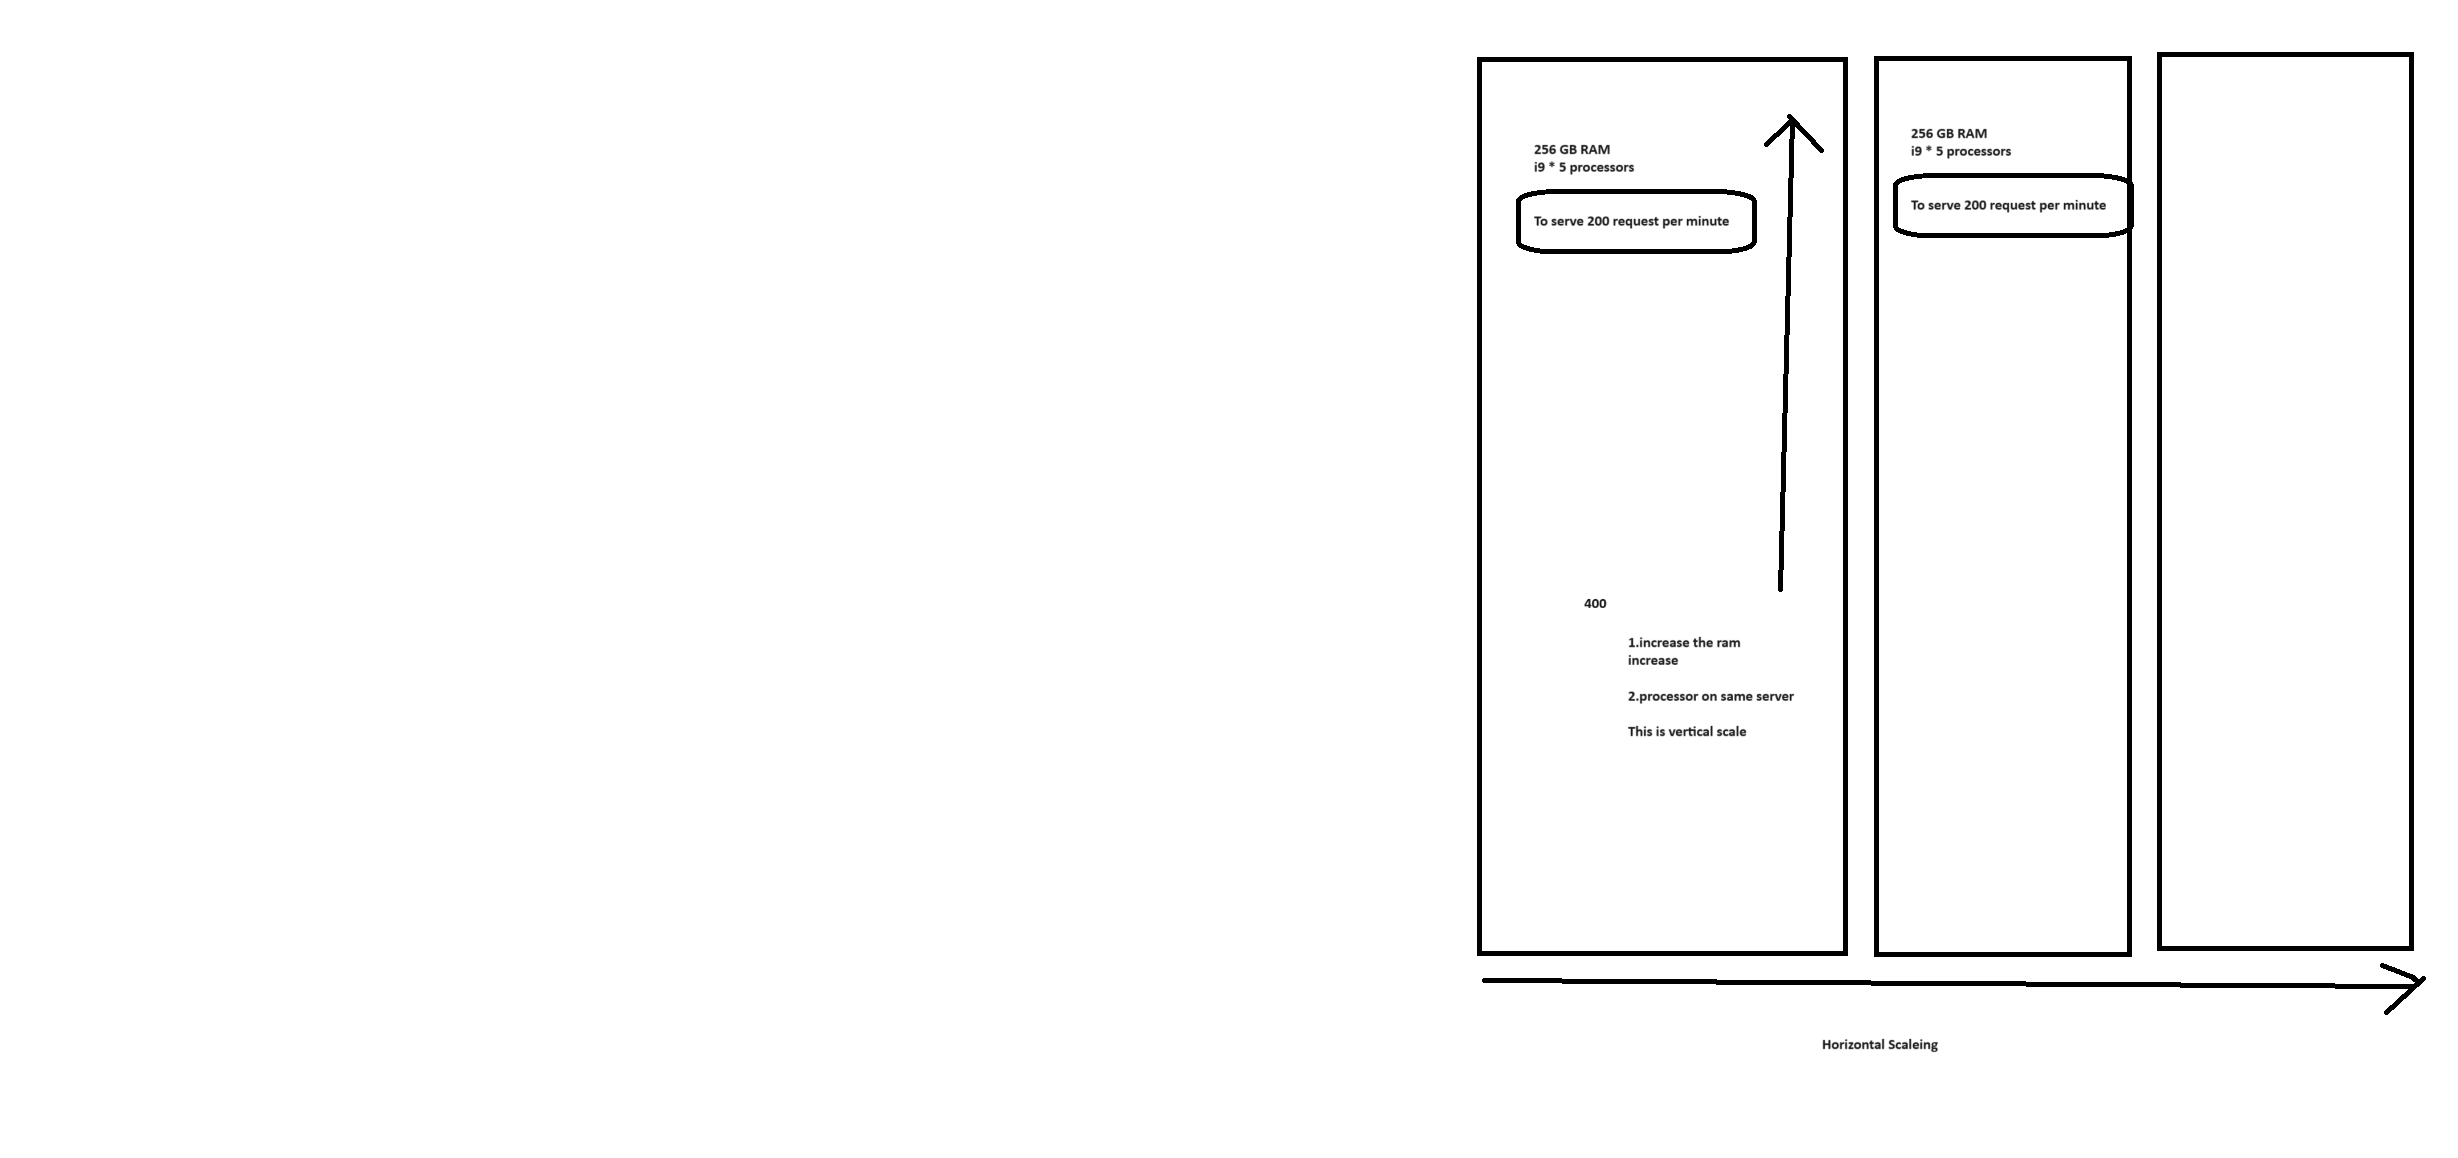 256 GB RAM
i9 * 5 processors
To serve 200 request per minute
400
1.increase the ram
increase
2.processor on same server
This is vertical scale
256 GB RAM
i9 * 5 processors
To serve 200 request per minute
Horizontal Scaleing